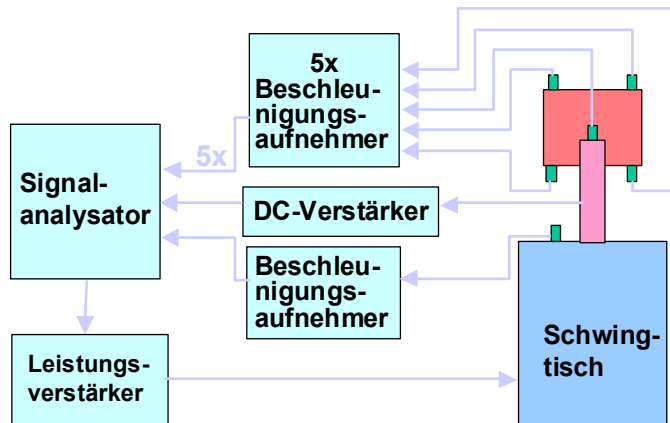 5x
Beschleu-
nigungs-
aufnehmer
5x
Signal-
analysator
DC-Verstärker
Beschleu-
nigungs-
aufnehmer
Schwing-
tisch
Leistungs-
verstärker